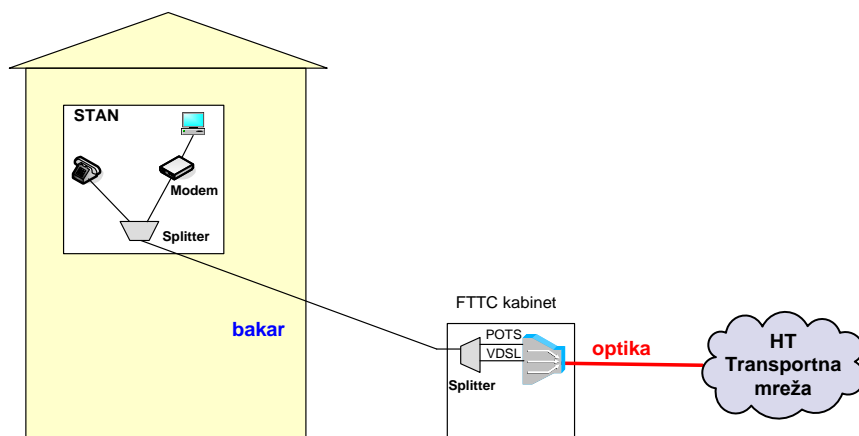 STAN
Modem
Splitter
bakar
FTTC kabinet
POTS
VDSL
Splitter
optika
HT
Transportna
mreža